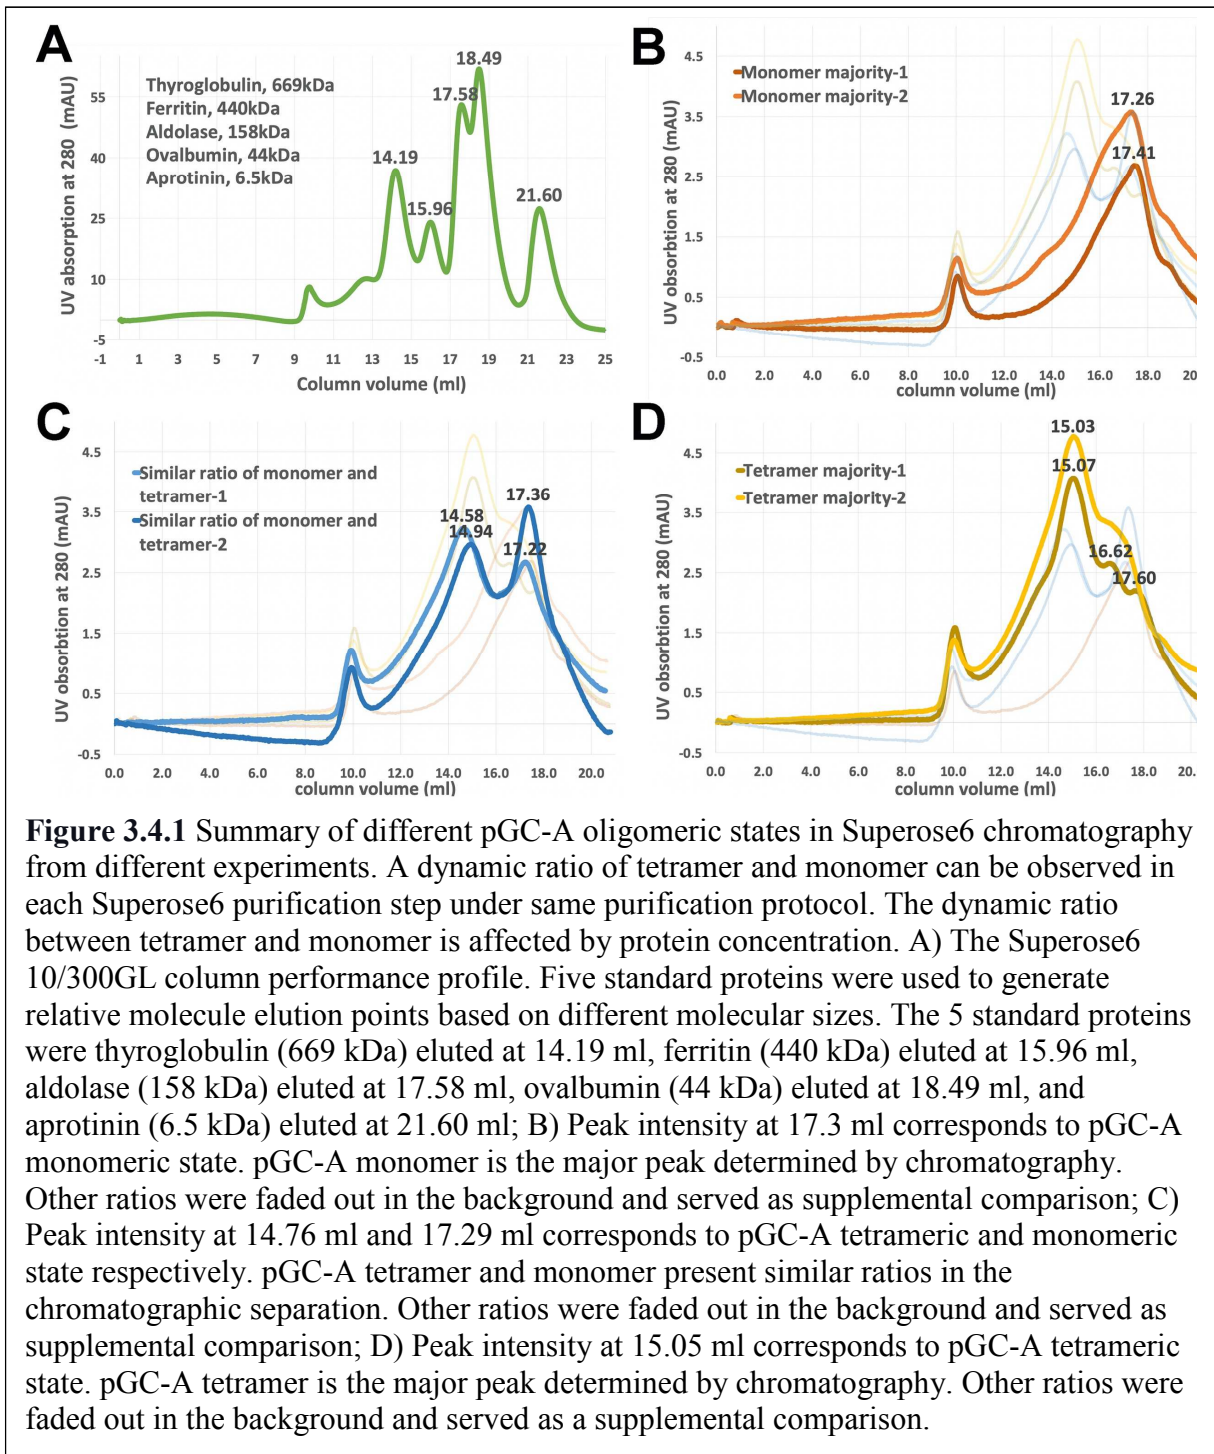 A
Thyroglobulin, 669kDa
Ferritin, 440kDa
Aldolase, 158kDa
Ovalbumin, 44kDa
Aprotinin, 6.5kDa
14.19
15.96
17.58
18.49
21.60
UV absorption at 280 (mAU)
55
40
25
10
-5
-1 1 3 5 7 9 11 13 15 17 19 21 23 25
Column volume (ml)
B
Monomer majority-1
Monomer majority-2
17.26
17.41
UV obsorbtion at 280 (mAU)
4.5
3.5
2.5
1.5
0.5
-0.5
0.0 2.0 4.0 6.0 8.0 10.0 12.0 14.0 16.0 18.0 20
column volume (ml)
C
Similar ratio of monomer and
tetramer-1
Similar ratio of monomer and
tetramer-2
14.58
14.94
17.36
17.22
UV obsorbtion at 280 (mAU)
4.5
3.5
2.5
1.5
0.5
-0.5
0.0 2.0 4.0 6.0 8.0 10.0 12.0 14.0 16.0 18.0 20.0
column volume (ml)
D
Tetramer majority-1
Tetramer majority-2
15.03
15.07
16.62
17.60
UV obsorbtion at 280 (mAU)
4.5
3.5
2.5
1.5
0.5
-0.5
0.0 2.0 4.0 6.0 8.0 10.0 12.0 14.0 16.0 18.0 20.
column volume (ml)
Figure 3.4.1 Summary of different pGC-A oligomeric states in Superose6 chromatography
from different experiments. A dynamic ratio of tetramer and monomer can be observed in
each Superose6 purification step under same purification protocol. The dynamic ratio
between tetramer and monomer is affected by protein concentration. A) The Superose6
10/300GL column performance profile. Five standard proteins were used to generate
relative molecule elution points based on different molecular sizes. The 5 standard proteins
were thyroglobulin (669 kDa) eluted at 14.19 ml, ferritin (440 kDa) eluted at 15.96 ml,
aldolase (158 kDa) eluted at 17.58 ml, ovalbumin (44 kDa) eluted at 18.49 ml, and
aprotinin (6.5 kDa) eluted at 21.60 ml; B) Peak intensity at 17.3 ml corresponds to pGC-A
monomeric state. pGC-A monomer is the major peak determined by chromatography.
Other ratios were faded out in the background and served as supplemental comparison; C)
Peak intensity at 14.76 ml and 17.29 ml corresponds to pGC-A tetrameric and monomeric
state respectively. pGC-A tetramer and monomer present similar ratios in the
chromatographic separation. Other ratios were faded out in the background and served as
supplemental comparison; D) Peak intensity at 15.05 ml corresponds to pGC-A tetrameric
state. pGC-A tetramer is the major peak determined by chromatography. Other ratios were
faded out in the background and served as a supplemental comparison.